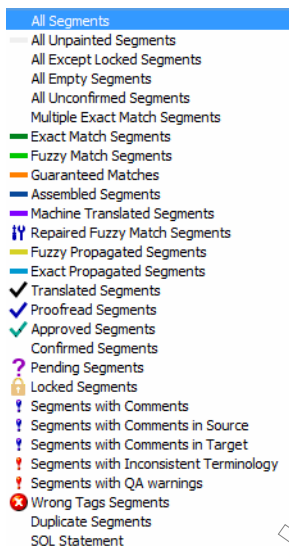 All Segments
All Unpainted Segments
All Except Locked Segments
All Empty Segments
All Unconfirmed Segments
Multiple Exact Match Segments
Exact Match Segments
Fuzzy Match Segments
Guaranteed Matches
Assembled Segments
Machine Translated Segments
Repaired Fuzzy Match Segments
Fuzzy Propagated Segments
Exact Propagated Segments
Translated Segments
Proofread Segments
Approved Segments
Confirmed Segments
Pending Segments
Locked Segments
Segments with Comments
Segments with Comments in Source
Segments with Comments in Target
Segments with Inconsistent Terminology
Segments with QA warnings
Wrong Tags Segments
Duplicate Segments
SQL Statement